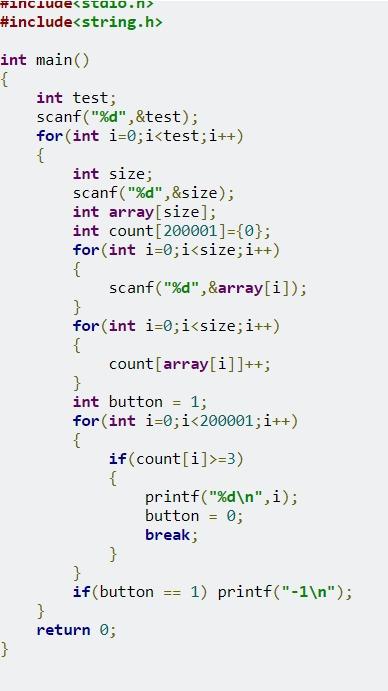 #include<stdio.h>
#include<string.h>
int main()
{
    int test;
    scanf("%d",&test);
    for(int i=0;i<test;i++)
    {
        int size;
        scanf("%d",&size);
        int array[size];
        int count[200001]={0};
        for(int i=0;i<size;i++)
        {
            scanf("%d",&array[i]);
        }
        for(int i=0;i<size;i++)
        {
            count[array[i]]++;
        }
        int button = 1;
        for(int i=0;i<200001;i++)
        {
            if(count[i]>=3)
            {
                printf("%d\n",i);
                button = 0;
                break;
            }
        }
        if(button == 1) printf("-1\n");
    }
    return 0;
}